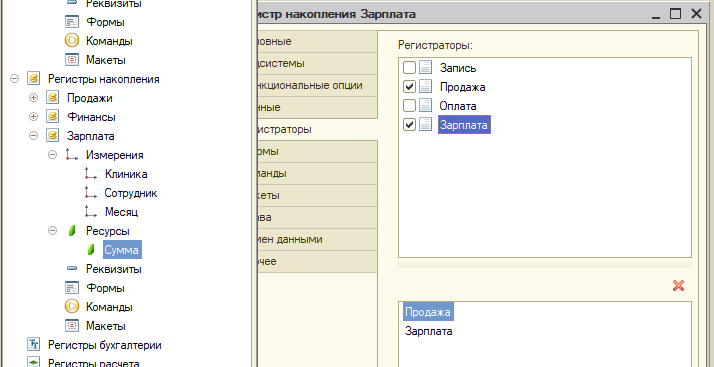 Реквизиты
Формы
Команды
Макеты
Регистры накопления
Продажи
Финансы
Зарплата
Измерения
Клиника
Сотрудник
Месяц
Ресурсы
Сумма
Реквизиты
Формы
Команды
Макеты
Регистры бухгалтерии
Регистры расчета
истр накопления Зарплата
овные
дсистемы
нкциональные опции
нные
истраторы
рмы
манды
кеты
ава
мен данными
очее
Регистраторы:
Запись
Продажа
Оплата
Зарплата
Продажа
Зарплата